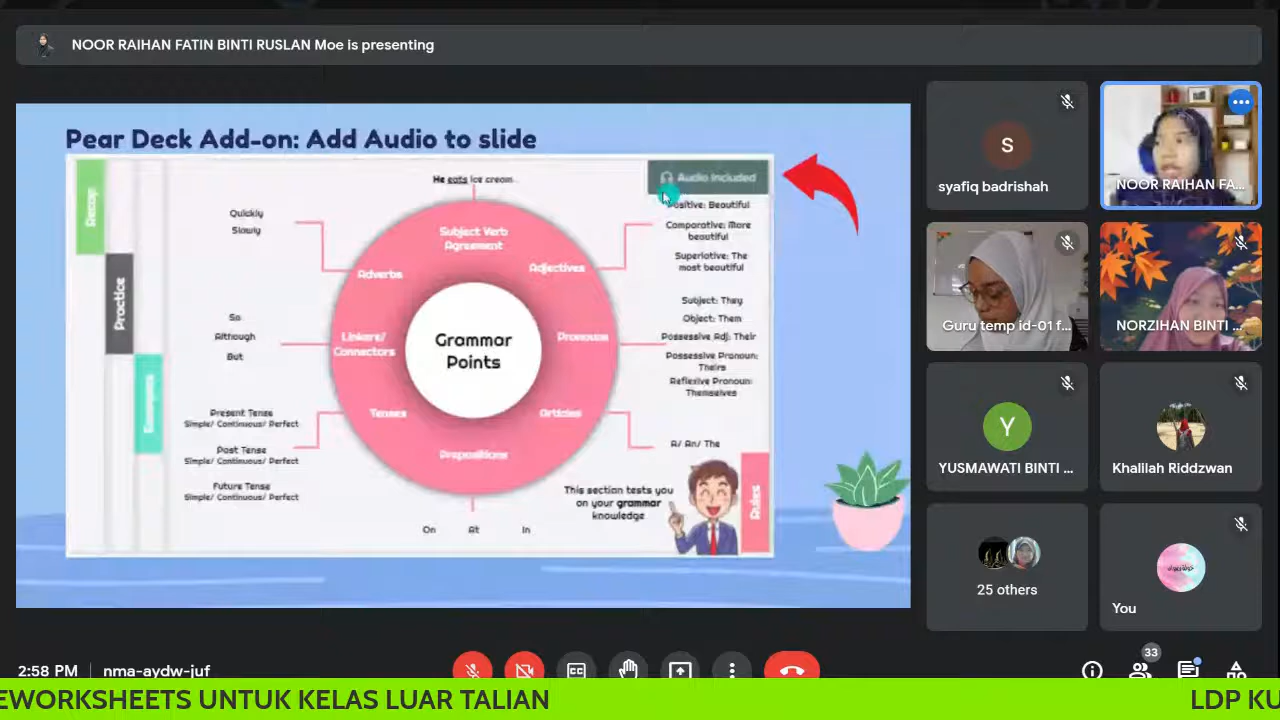 NOOR RAIHAN FATIN BINTI RUSLAN Moe is presenting
Pear Deck Add-on: Add Audio to slide
Recap
Practice
Rules
He eats ice cream.
Audio Included
Quickly
Slowly
Subject Verb
Agreement
Adverbs
Adjectives
Positive: Beautiful
Comparative: More
beautiful
Superlative: The
most beautiful
So
Although
But
Linkers/
Connectors
Grammar
Points
Pronouns
Subject: They
Object: Them
Possessive Adj: Their
Possessive Pronoun:
Theirs
Reflexive Pronoun:
Themselves
Present Tense
Simple/ Continuous/ Perfect
Past Tense
Simple/ Continuous/ Perfect
Future Tense
Simple/ Continuous/ Perfect
Tenses
Articles
A/ An/ The
Prepositions
On
At
In
This section tests you
on your grammar
knowledge
S
syafiq badrishah
NOOR RAIHAN FA...
Guru temp id-01 f...
NORZIHAN BINTI ...
Y
YUSMAWATI BINTI ...
Khalilah Riddzwan
25 others
You
2:58 PM | nma-aydw-juf
CC
33
EWORKSHEETS UNTUK KELAS LUAR TALIAN
LDP KU